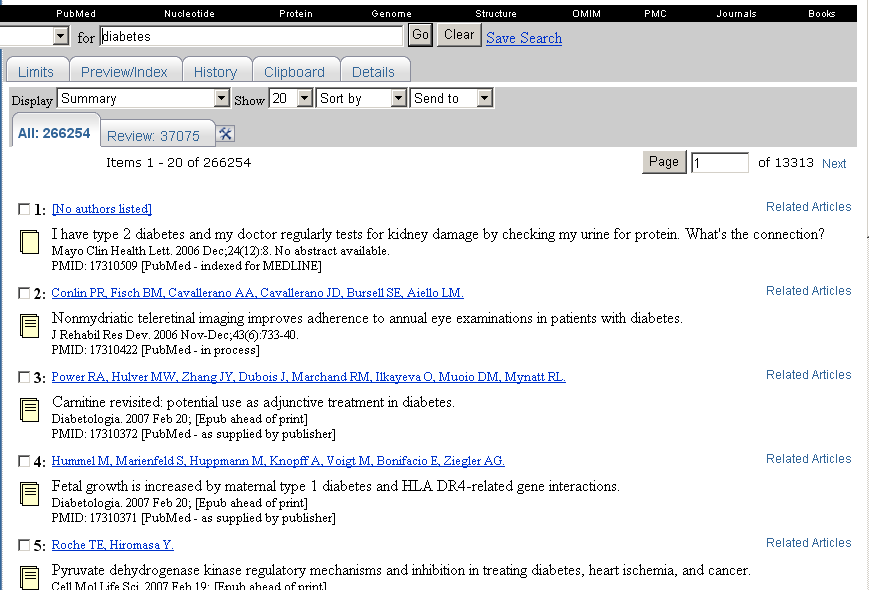 PubMed Nucleotide Protein Genome Structure OMIM PMC Journals Books
for diabetes Go Clear Save Search
Limits Preview/Index History Clipboard Details
Display Summary Show 20 Sort by Send to
All: 266254 Review: 37075
Items 1 - 20 of 266254 Page 1 of 13313 Next
1: [No authors listed] Related Articles
I have type 2 diabetes and my doctor regularly tests for kidney damage by checking my urine for protein. What's the connection?
Mayo Clin Health Lett. 2006 Dec;24(12):8. No abstract available.
PMID: 17310509 [PubMed - indexed for MEDLINE]
2: Conlin PR, Fisch BM, Cavallerano AA, Cavallerano JD, Bursell SE, Aiello LM. Related Articles
Nonmydriatic teleretinal imaging improves adherence to annual eye examinations in patients with diabetes.
J Rehabil Res Dev. 2006 Nov-Dec;43(6):733-40.
PMID: 17310422 [PubMed - in process]
3: Power RA, Hulver MW, Zhang JY, Dubois J, Marchand RM, Ilkayeva O, Muoio DM, Mynatt RL. Related Articles
Carnitine revisited: potential use as adjunctive treatment in diabetes.
Diabetologia. 2007 Feb 20; [Epub ahead of print]
PMID: 17310372 [PubMed - as supplied by publisher]
4: Hummel M, Marienfeld S, Huppmann M, Knopff A, Voigt M, Bonifacio E, Ziegler AG. Related Articles
Fetal growth is increased by maternal type 1 diabetes and HLA DR4-related gene interactions.
Diabetologia. 2007 Feb 20; [Epub ahead of print]
PMID: 17310371 [PubMed - as supplied by publisher]
5: Roche TE, Hiromasa Y. Related Articles
Pyruvate dehydrogenase kinase regulatory mechanisms and inhibition in treating diabetes, heart ischemia, and cancer.
Cell Mol Life Sci. 2007 Feb 19; [Epub ahead of print]